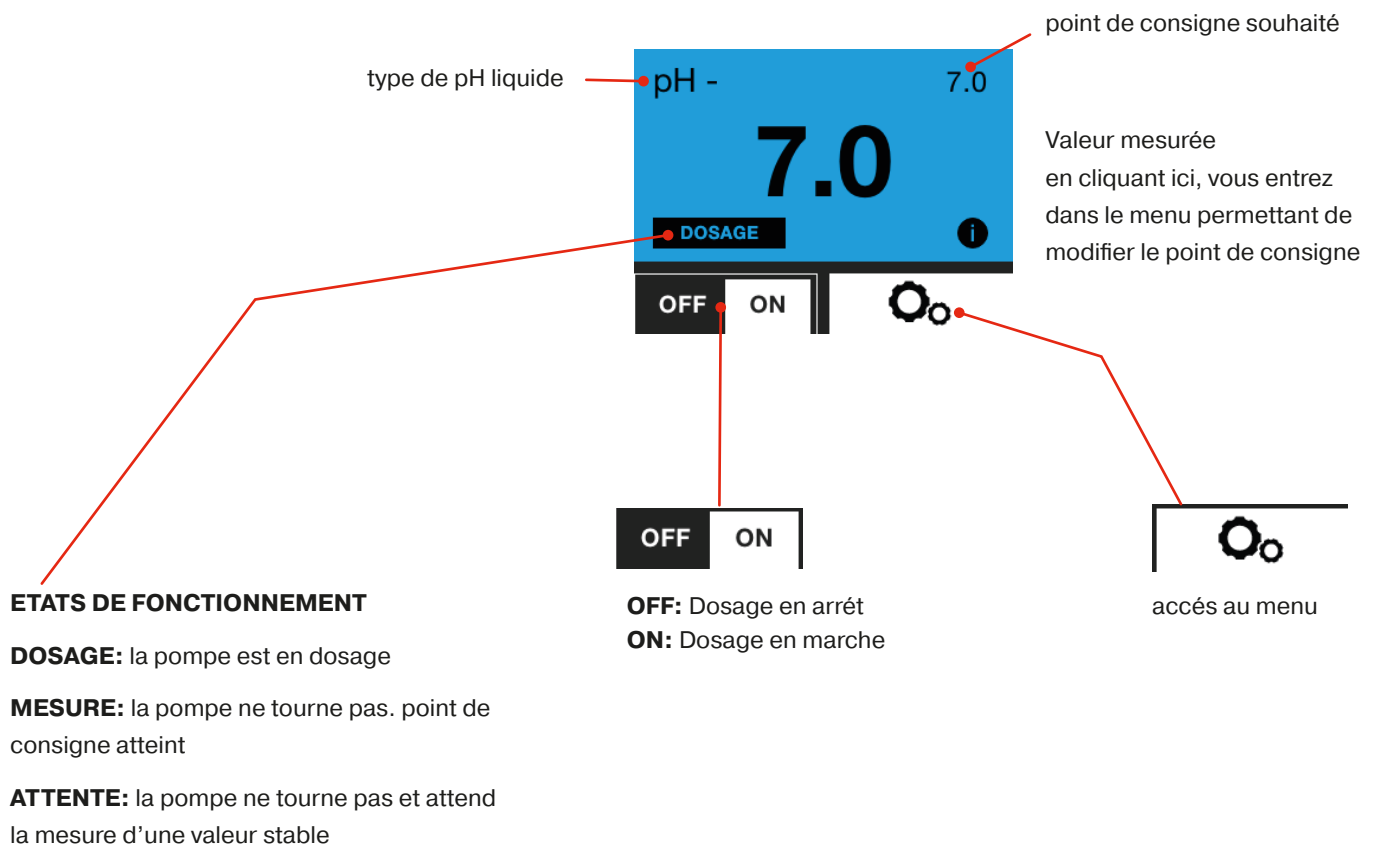 point de consigne souhaité
type de pH liquide
pH -
7.0
7.0
Valeur mesurée
en cliquant ici, vous entrez
dans le menu permettant de
modifier le point de consigne
DOSAGE
i
OFF
ON
OFF
ON
ETATS DE FONCTIONNEMENT
DOSAGE: la pompe est en dosage
MESURE: la pompe ne tourne pas. point de
consigne atteint
ATTENTE: la pompe ne tourne pas et attend
la mesure d’une valeur stable
OFF: Dosage en arrét
ON: Dosage en marche
accés au menu